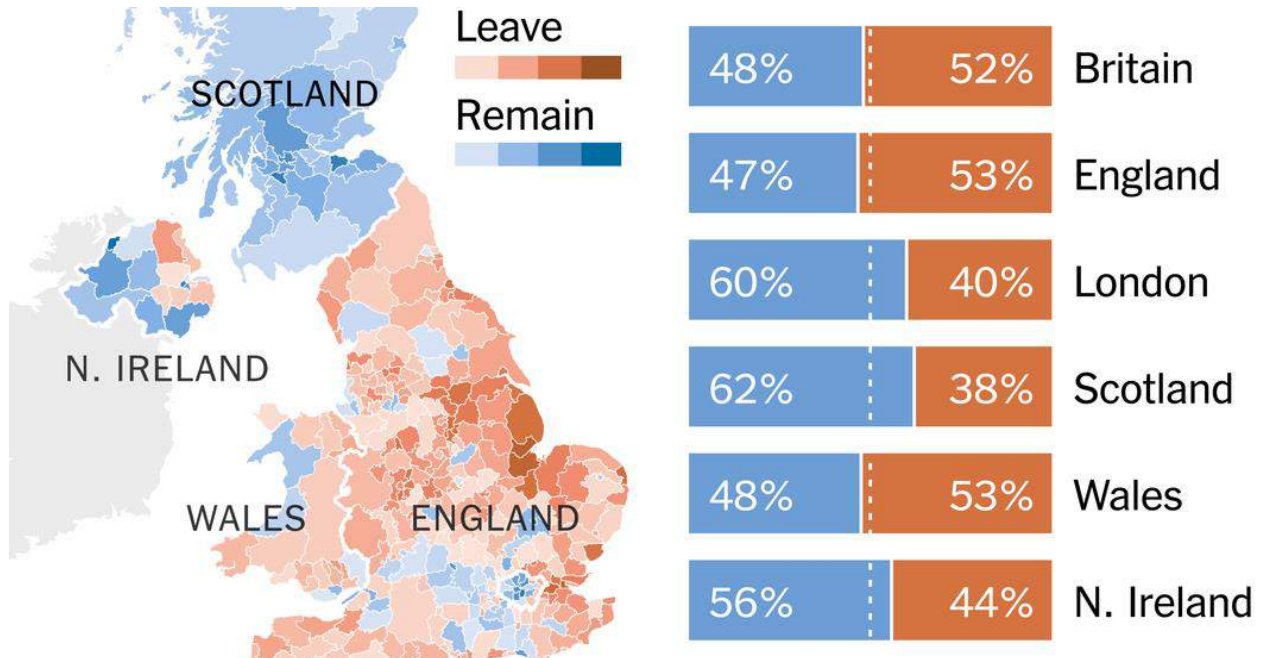 Leave
Remain
SCOTLAND
N. IRELAND
WALES
ENGLAND
48% 52% Britain
47% 53% England
60% 40% London
62% 38% Scotland
48% 53% Wales
56% 44% N. Ireland